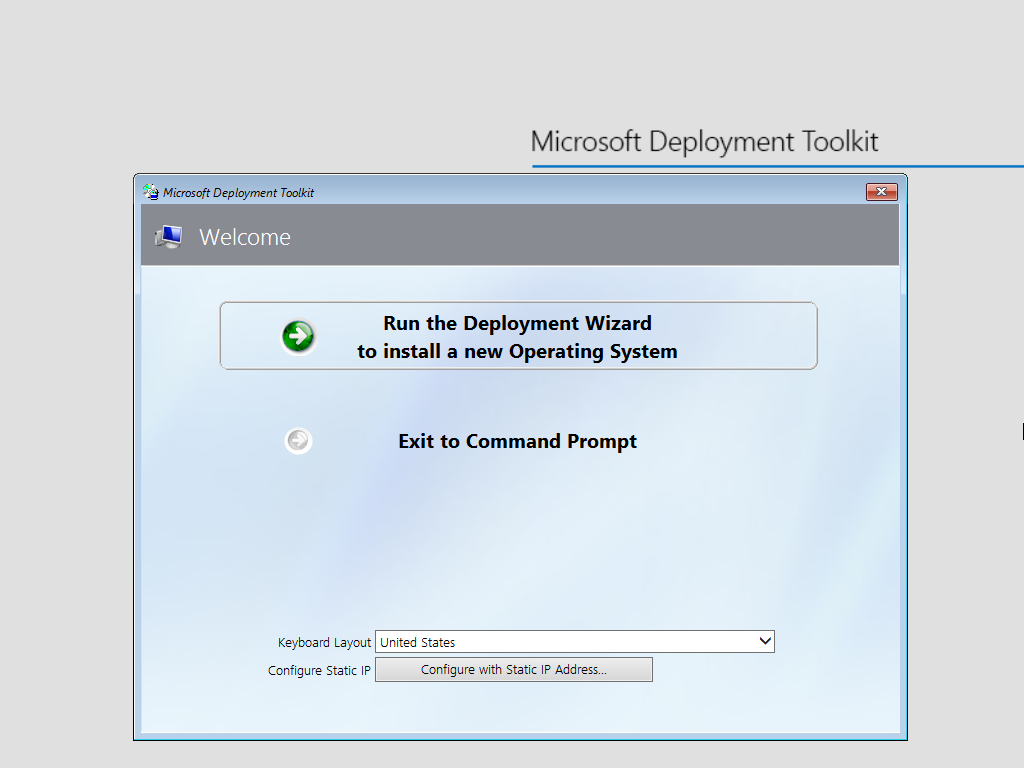 Microsoft Deployment Toolkit
Microsoft Deployment Toolkit
Welcome
Run the Deployment Wizard
to install a new Operating System
Exit to Command Prompt
Keyboard Layout United States
Configure Static IP Configure with Static IP Address...